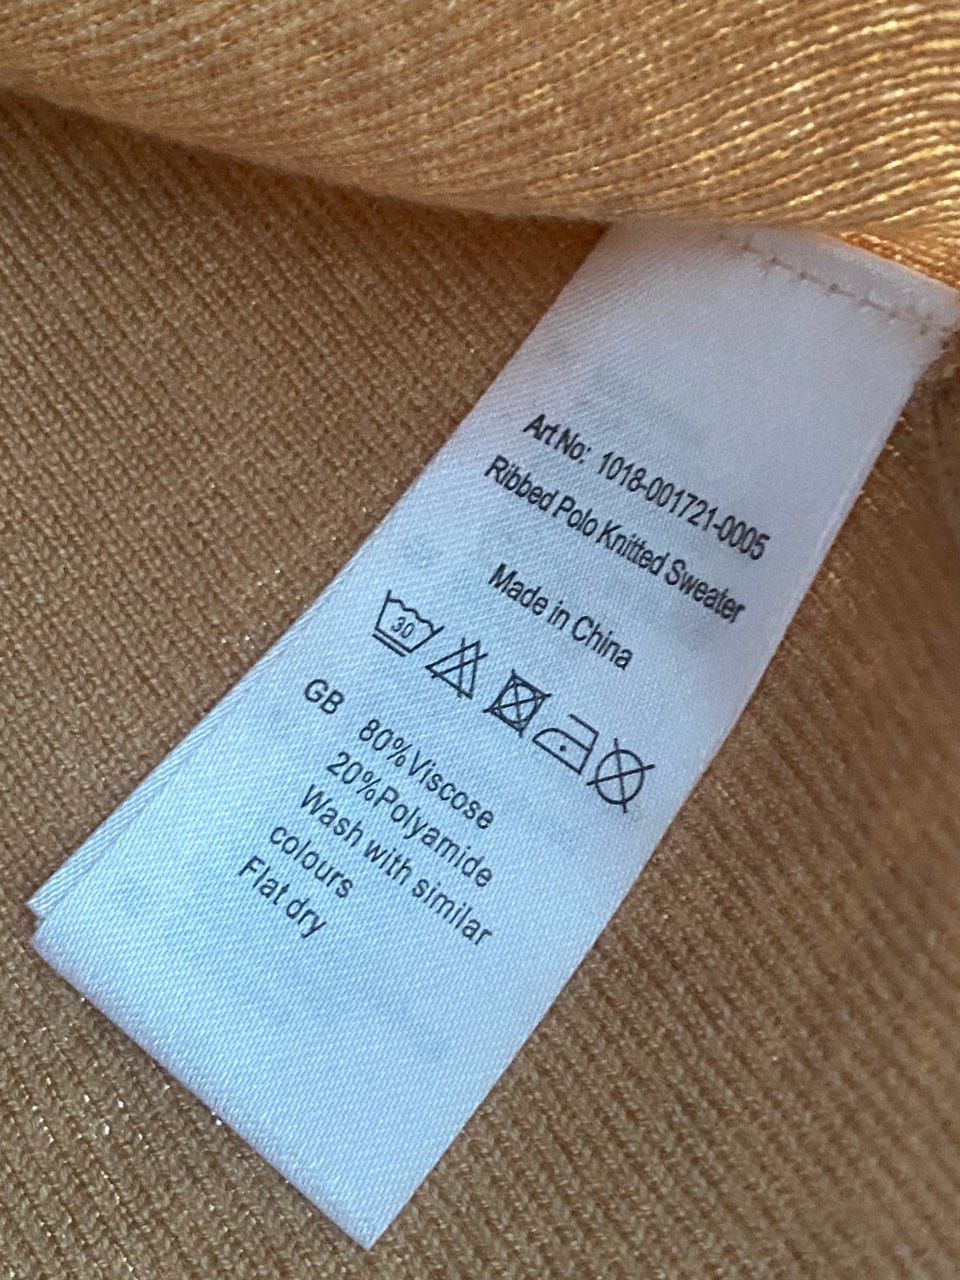 Art No: 1018-001721-0005
Ribbed Polo Knitted Sweater
Made in China
30
GB 80%Viscose
20%Polyamide
Wash with similar
colours
Flat dry